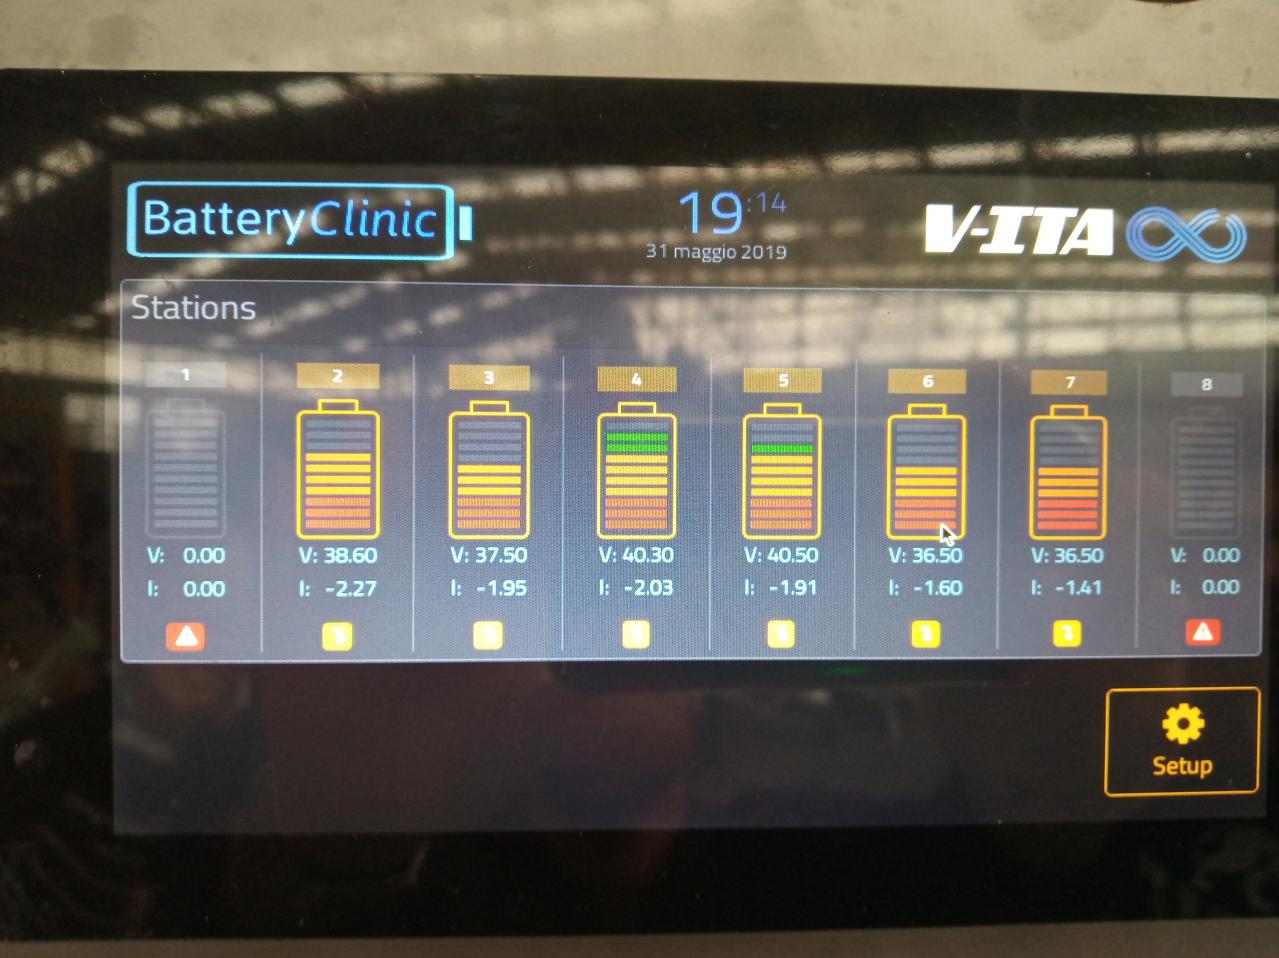 BatteryClinic
19:14
31 maggio 2019
V-ITA
Stations
1 2 3 4 5 6 7 8
V: 0.00 V: 38.60 V: 37.50 V: 40.30 V: 40.50 V: 36.50 V: 36.50 V: 0.00
I: 0.00 I: -2.27 I: -1.95 I: -2.03 I: -1.91 I: -1.60 I: -1.41 I: 0.00
Setup